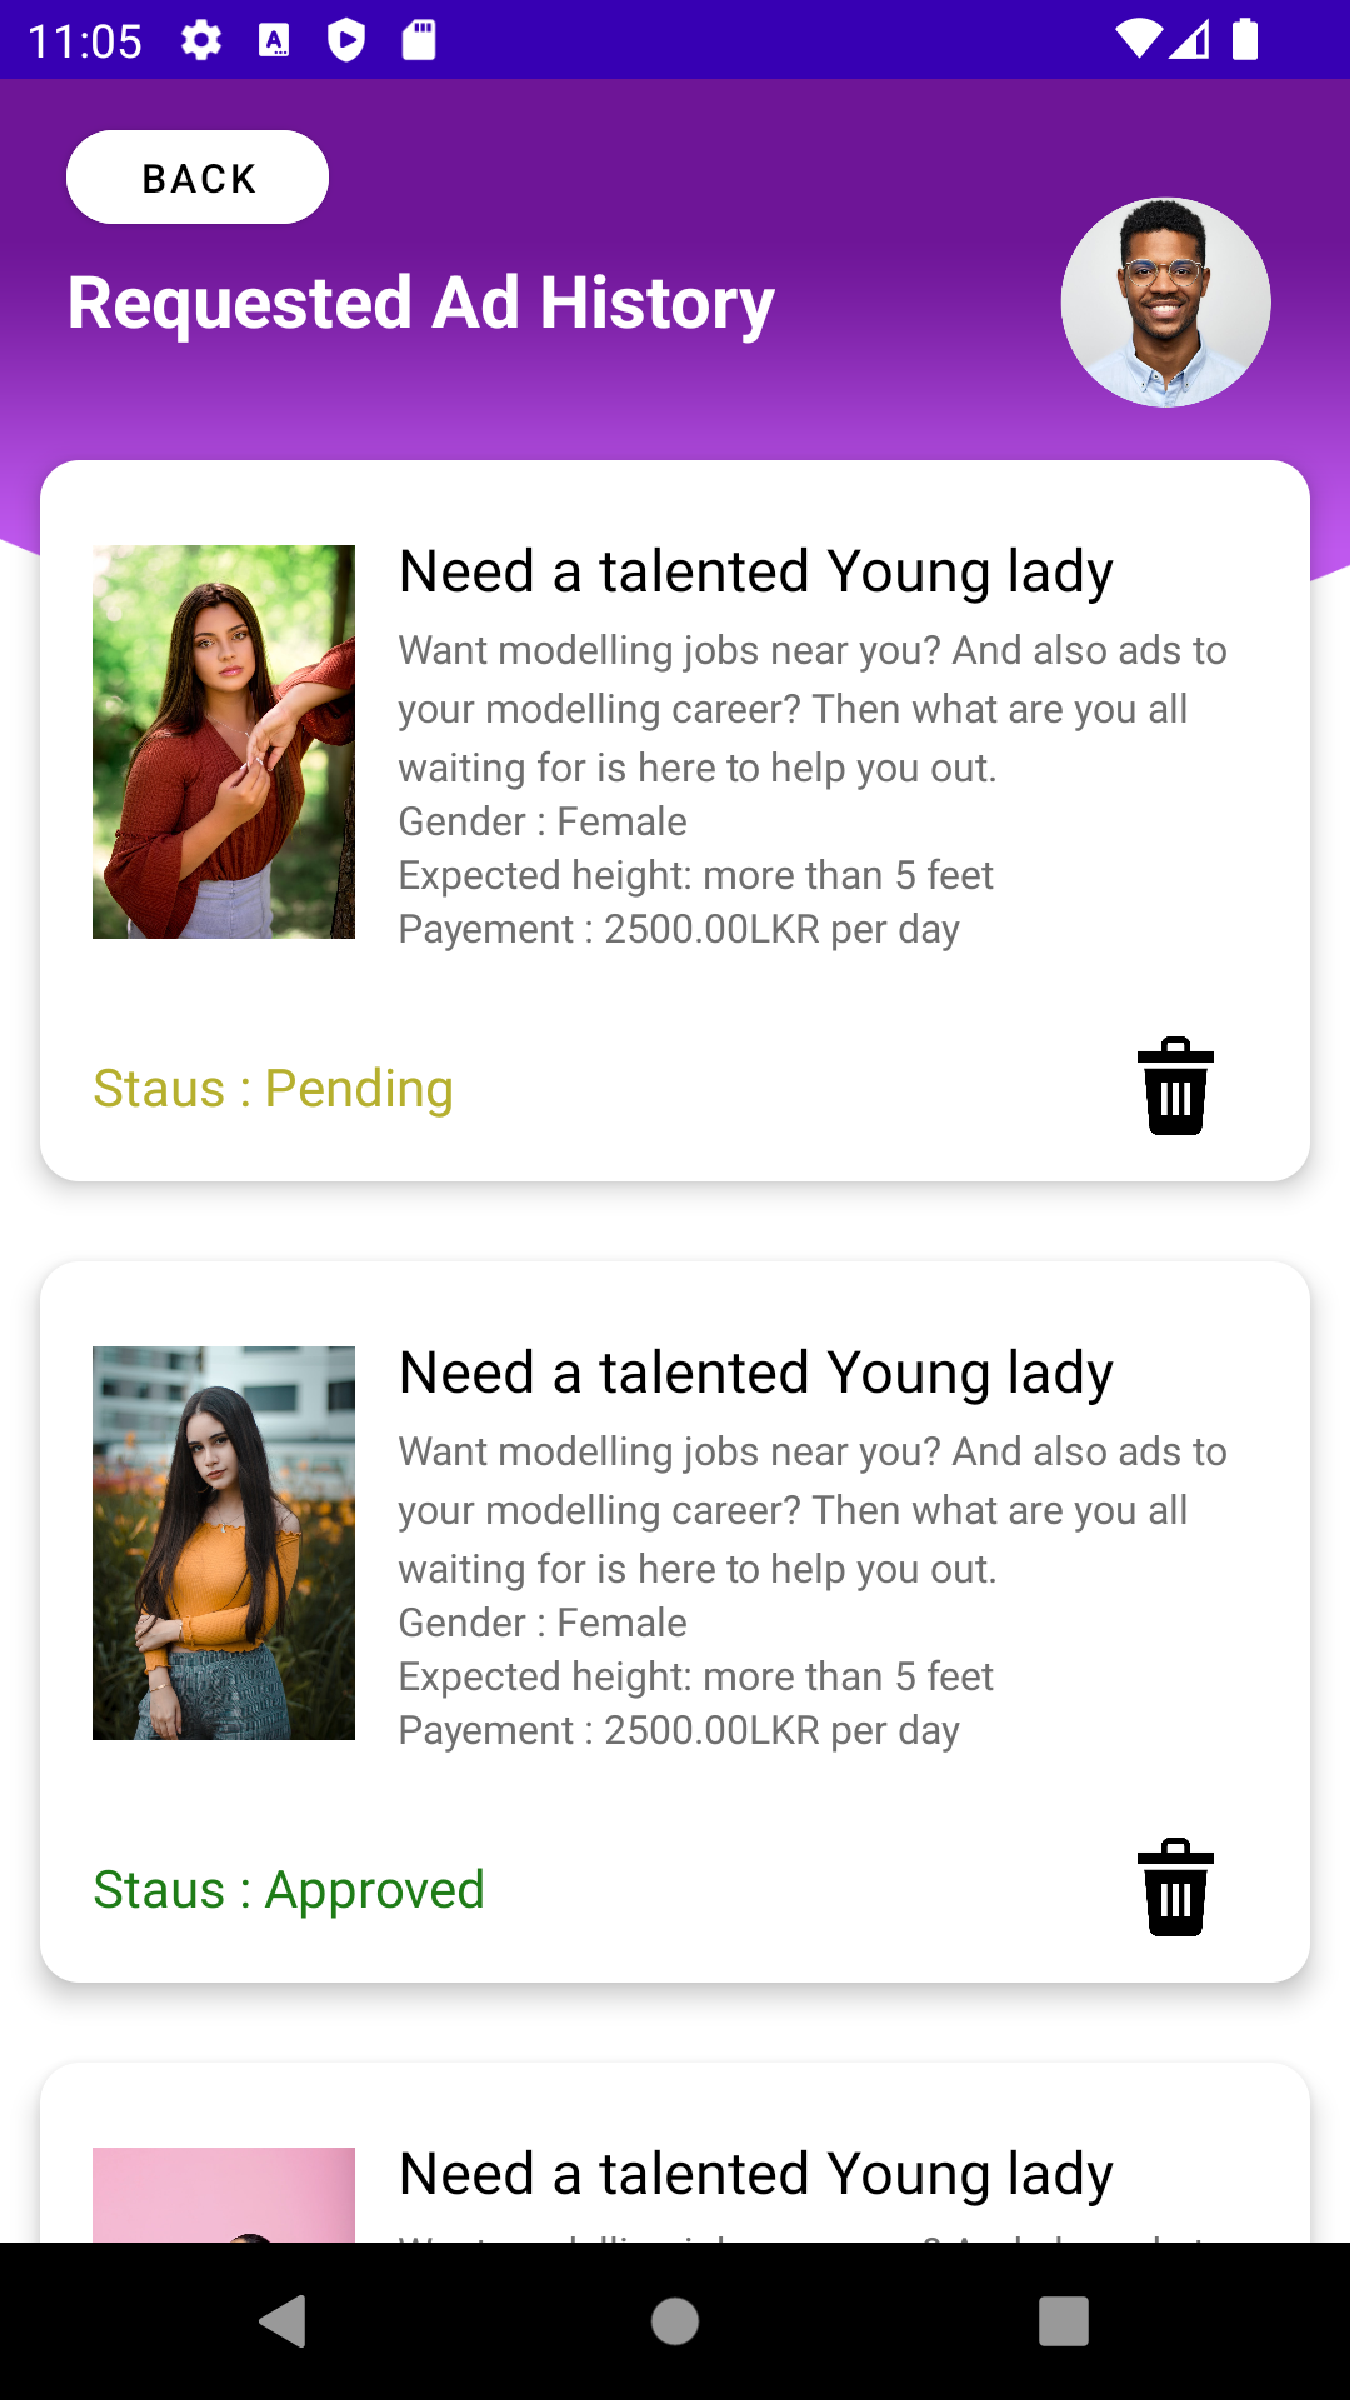 11:05
BACK
Requested Ad History
Need a talented Young lady
Want modelling jobs near you? And also ads to
your modelling career? Then what are you all
waiting for is here to help you out.
Gender : Female
Expected height: more than 5 feet
Payement : 2500.00LKR per day
Staus : Pending
Need a talented Young lady
Want modelling jobs near you? And also ads to
your modelling career? Then what are you all
waiting for is here to help you out.
Gender : Female
Expected height: more than 5 feet
Payement : 2500.00LKR per day
Staus : Approved
Need a talented Young lady